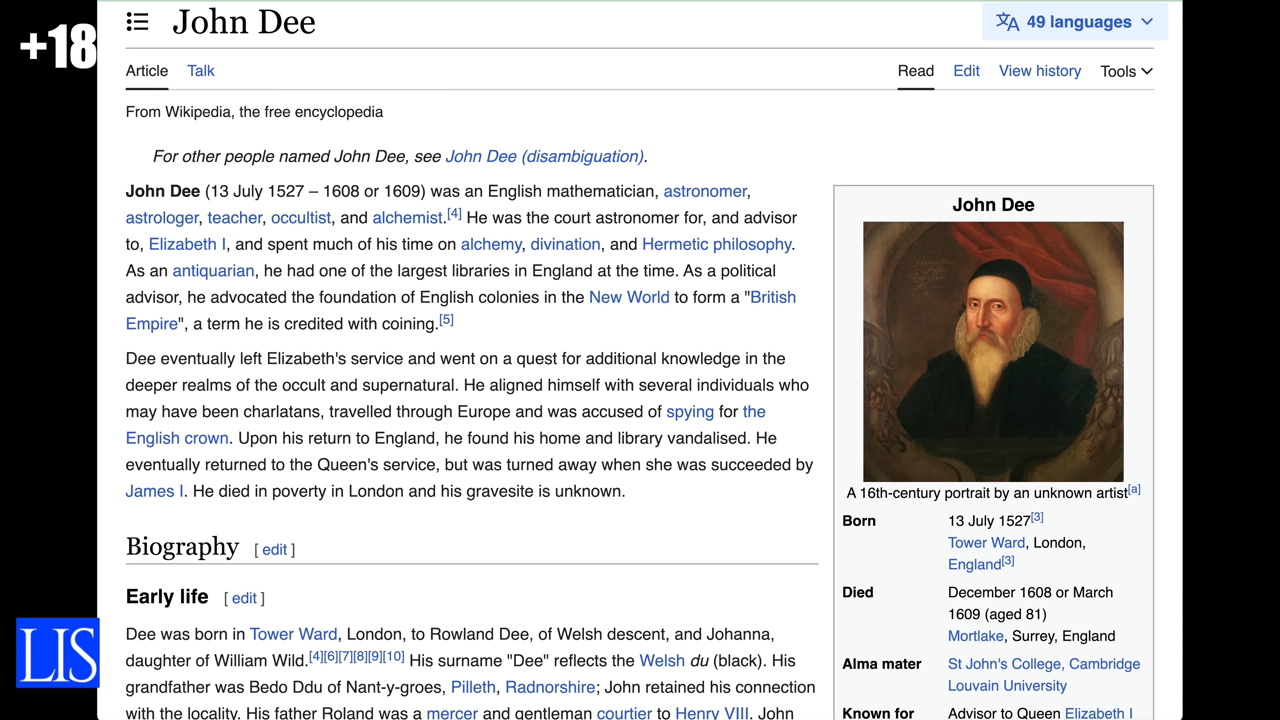 +18
John Dee
49 languages
Article Talk
Read Edit View history Tools
From Wikipedia, the free encyclopedia
For other people named John Dee, see John Dee (disambiguation).
John Dee (13 July 1527 – 1608 or 1609) was an English mathematician, astronomer,
astrologer, teacher, occultist, and alchemist.[4] He was the court astronomer for, and advisor
to, Elizabeth I, and spent much of his time on alchemy, divination, and Hermetic philosophy.
As an antiquarian, he had one of the largest libraries in England at the time. As a political
advisor, he advocated the foundation of English colonies in the New World to form a "British
Empire", a term he is credited with coining.[5]
Dee eventually left Elizabeth's service and went on a quest for additional knowledge in the
deeper realms of the occult and supernatural. He aligned himself with several individuals who
may have been charlatans, travelled through Europe and was accused of spying for the
English crown. Upon his return to England, he found his home and library vandalised. He
eventually returned to the Queen's service, but was turned away when she was succeeded by
James I. He died in poverty in London and his gravesite is unknown.
Biography [ edit ]
Early life [ edit ]
Dee was born in Tower Ward, London, to Rowland Dee, of Welsh descent, and Johanna,
daughter of William Wild.[4][6][7][8][9][10] His surname "Dee" reflects the Welsh du (black). His
grandfather was Bedo Ddu of Nant-y-groes, Pilleth, Radnorshire; John retained his connection
with the locality. His father Roland was a mercer and gentleman courtier to Henry VIII. John
John Dee
A 16th-century portrait by an unknown artist[a]
Born 13 July 1527[3]
Tower Ward, London,
England[3]
Died December 1608 or March
1609 (aged 81)
Mortlake, Surrey, England
Alma mater St John's College, Cambridge
Louvain University
Known for Advisor to Queen Elizabeth I
LIS